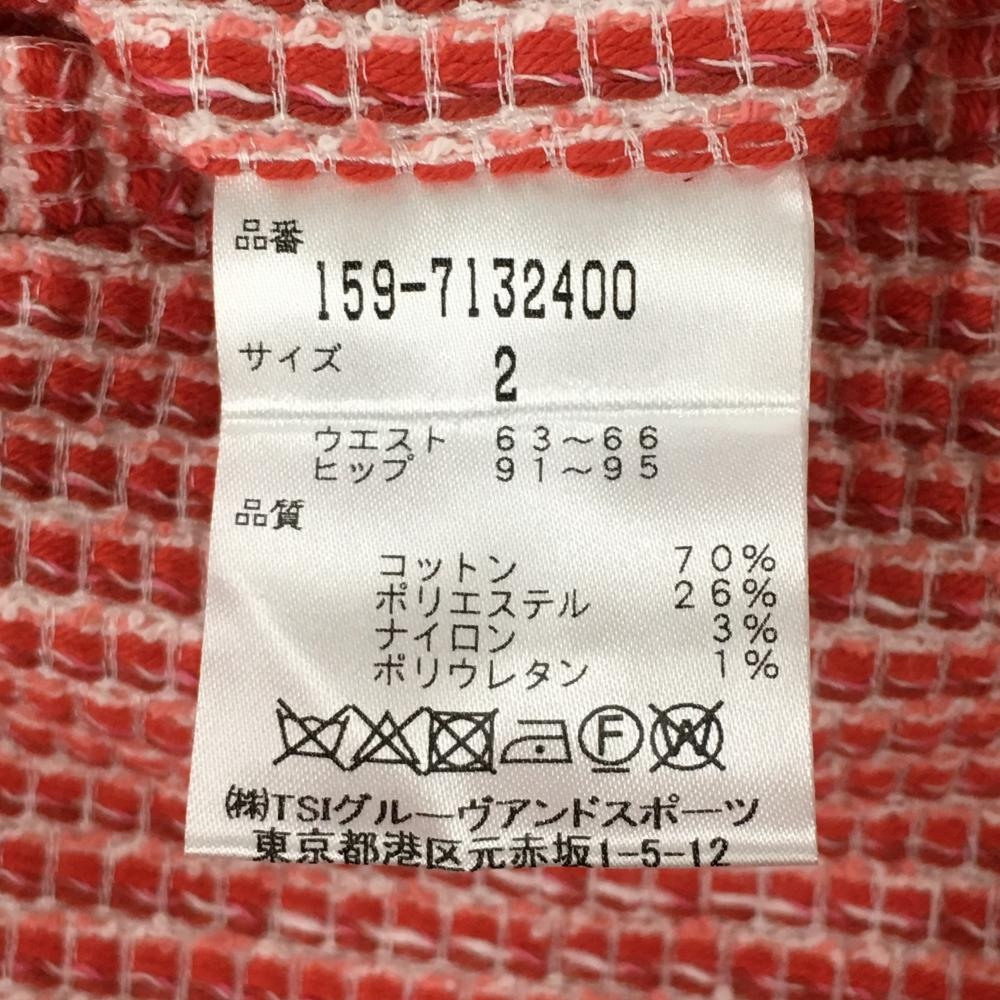 品番
159-7132400
サイズ 2
ウエスト 63～66
ヒップ 91～95
品質
コットン 70%
ポリエステル 26%
ナイロン 3%
ポリウレタン 1%
F W
㈱TSIグルーヴアンドスポーツ
東京都港区元赤坂1-5-12